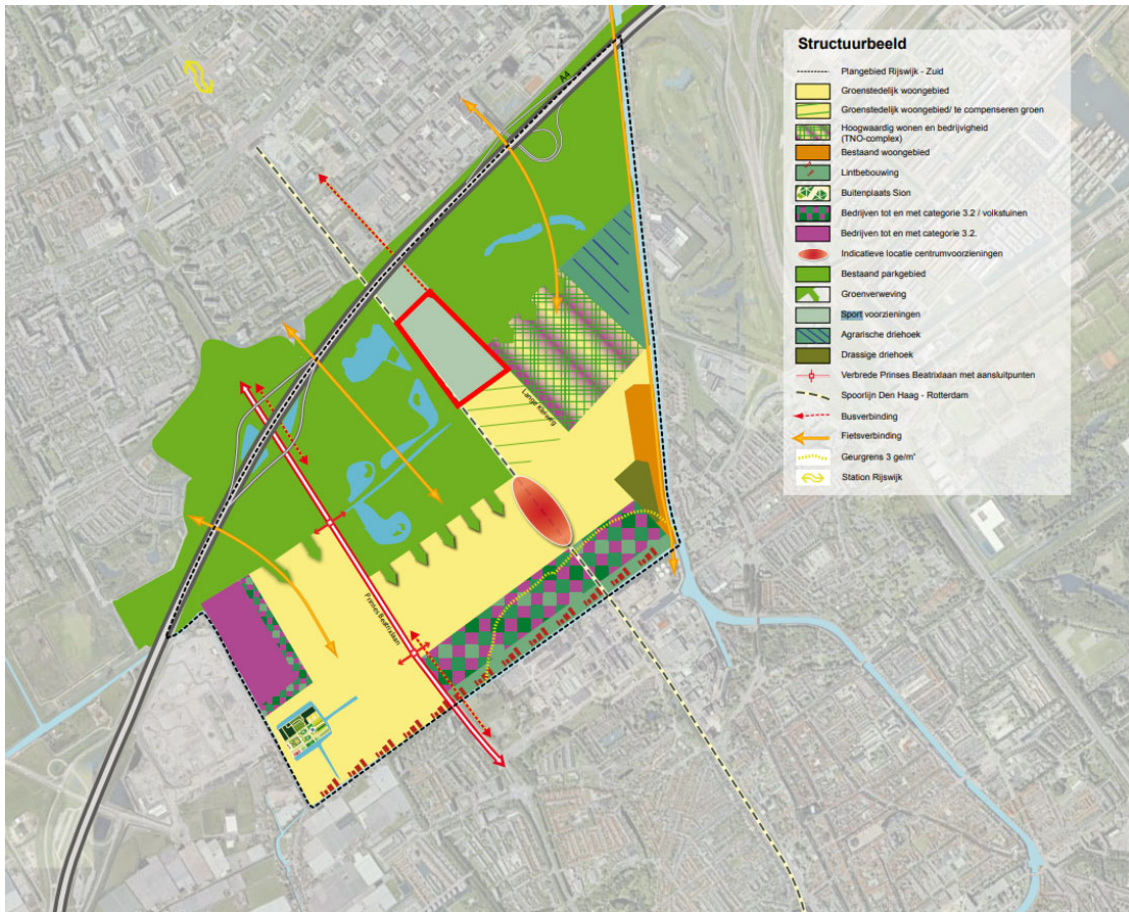 Structuurbeeld
Plangebied Rijswijk - Zuid
Groenstedelijk woongebied
Groenstedelijk woongebied/ te compenseren groen
Hoogwaardig wonen en bedrijvigheid
(TNO-complex)
Bestaand woongebied
Lintbebouwing
Buitenplaats Sion
Bedrijven tot en met categorie 3.2 / volkstuinen
Bedrijven tot en met categorie 3.2.
Indicatieve locatie centrumvoorzieningen
Bestaand parkgebied
Groenverweving
Sport voorzieningen
Agrarische driehoek
Drassige driehoek
Verbrede Prinses Beatrixlaan met aansluitpunten
Spoorlijn Den Haag - Rotterdam
Busverbinding
Fietsverbinding
Geurgrens 3 ge/m³
Station Rijswijk
A4
Lange Kleiweg
Prinses Beatrixlaan